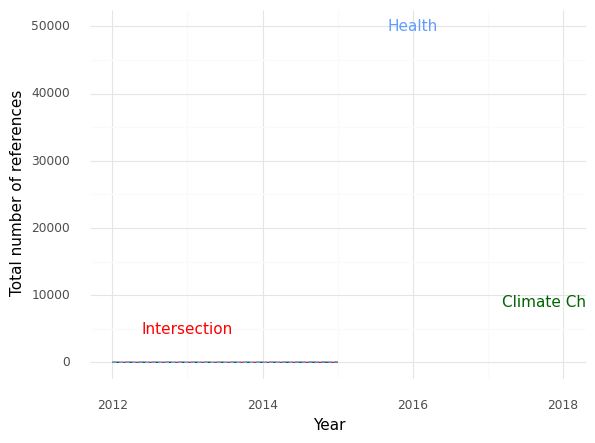 50000
Health
40000
30000
20000
10000
Climate Ch
Intersection
0
Total number of references
2012
2014
2016
2018
Year